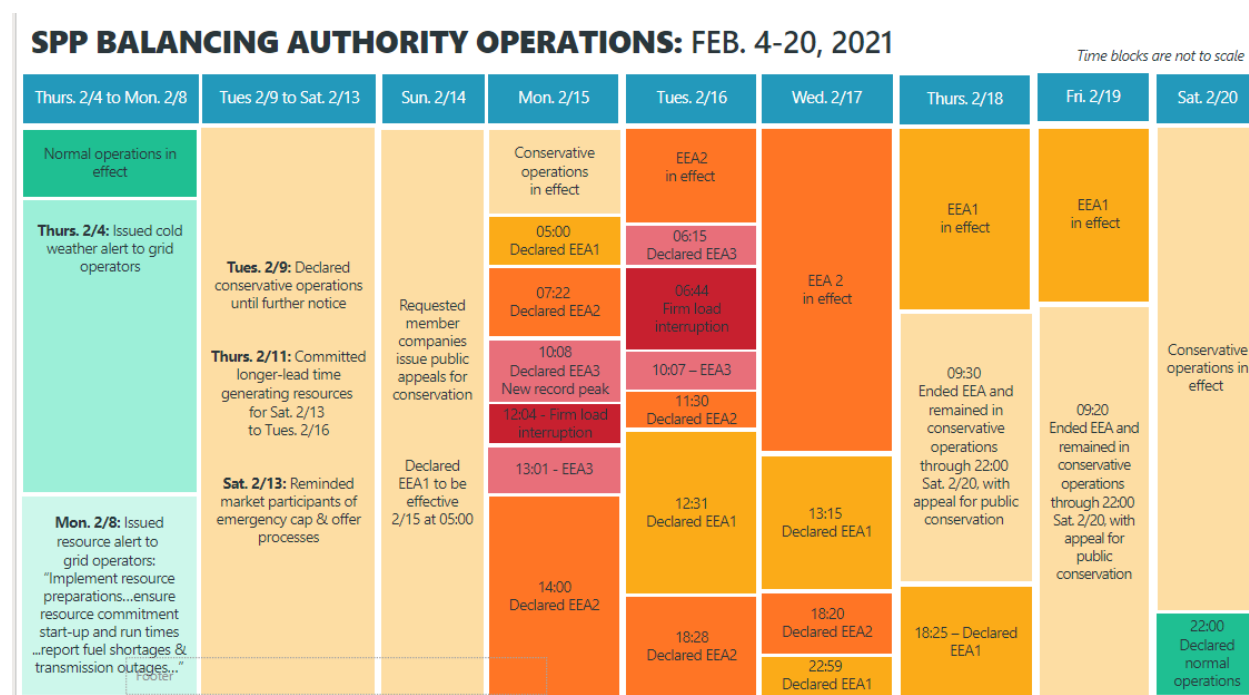 SPP BALANCING AUTHORITY OPERATIONS: FEB. 4-20, 2021
Time blocks are not to scale
Thurs. 2/4 to Mon. 2/8
Normal operations in
effect
Thurs. 2/4: Issued cold
weather alert to grid
operators
Mon. 2/8: Issued
resource alert to
grid operators:
“Implement resource
preparations...ensure
resource commitment
start-up and run times
...report fuel shortages &
transmission outages...”
Footer
Tues 2/9 to Sat. 2/13
Tues. 2/9: Declared
conservative operations
until further notice
Thurs. 2/11: Committed
longer-lead time
generating resources
for Sat. 2/13
to Tues. 2/16
Sat. 2/13: Reminded
market participants of
emergency cap & offer
processes
Sun. 2/14
Requested
member
companies
issue public
appeals for
conservation
Declared
EEA1 to be
effective
2/15 at 05:00
Mon. 2/15
Conservative
operations
in effect
05:00
Declared EEA1
07:22
Declared EEA2
10:08
Declared EEA3
New record peak
12:04 - Firm load
interruption
13:01 - EEA3
14:00
Declared EEA2
Tues. 2/16
EEA2
in effect
06:15
Declared EEA3
06:44
Firm load
interruption
10:07 – EEA3
11:30
Declared EEA2
12:31
Declared EEA1
18:28
Declared EEA2
Wed. 2/17
EEA 2
in effect
13:15
Declared EEA1
18:20
Declared EEA2
22:59
Declared EEA1
Thurs. 2/18
EEA1
in effect
09:30
Ended EEA and
remained in
conservative
operations
through 22:00
Sat. 2/20, with
appeal for public
conservation
18:25 – Declared
EEA1
Fri. 2/19
EEA1
in effect
09:20
Ended EEA and
remained in
conservative
operations
through 22:00
Sat. 2/20, with
appeal for
public
conservation
Sat. 2/20
Conservative
operations in
effect
22:00
Declared
normal
operations